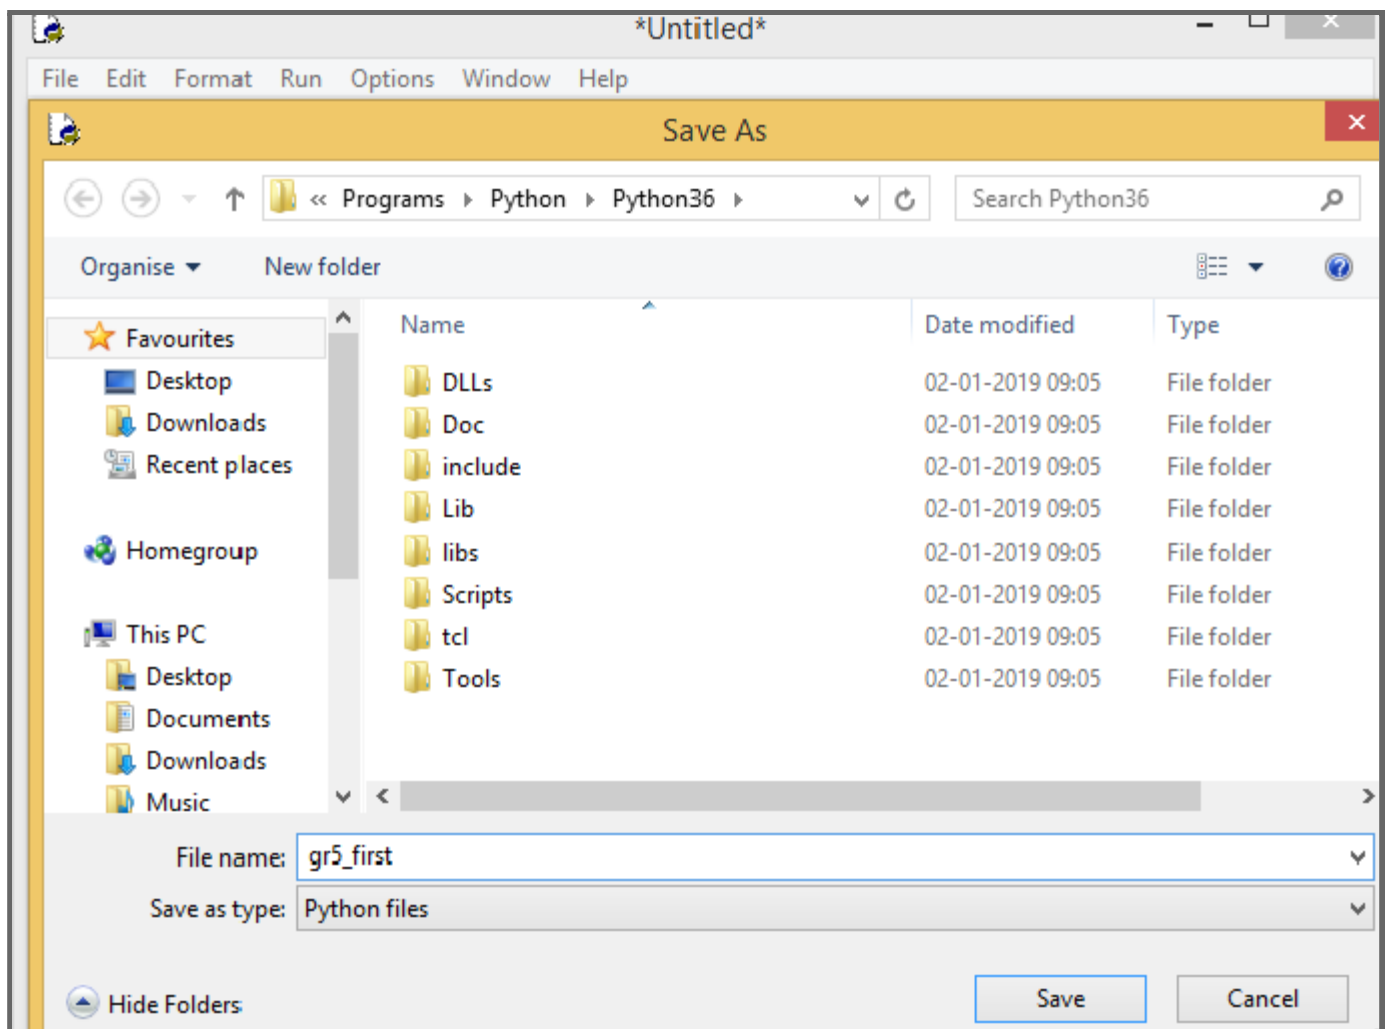 *Untitled*
File Edit Format Run Options Window Help
Save As
« Programs Python Python36 Search Python36
Organise New folder
Name Date modified Type
Favourites
Desktop
Downloads
Recent places
Homegroup
This PC
Desktop
Documents
Downloads
Music
DLLs 02-01-2019 09:05 File folder
Doc 02-01-2019 09:05 File folder
include 02-01-2019 09:05 File folder
Lib 02-01-2019 09:05 File folder
libs 02-01-2019 09:05 File folder
Scripts 02-01-2019 09:05 File folder
tcl 02-01-2019 09:05 File folder
Tools 02-01-2019 09:05 File folder
File name: gr5_first
Save as type: Python files
Hide Folders Save Cancel